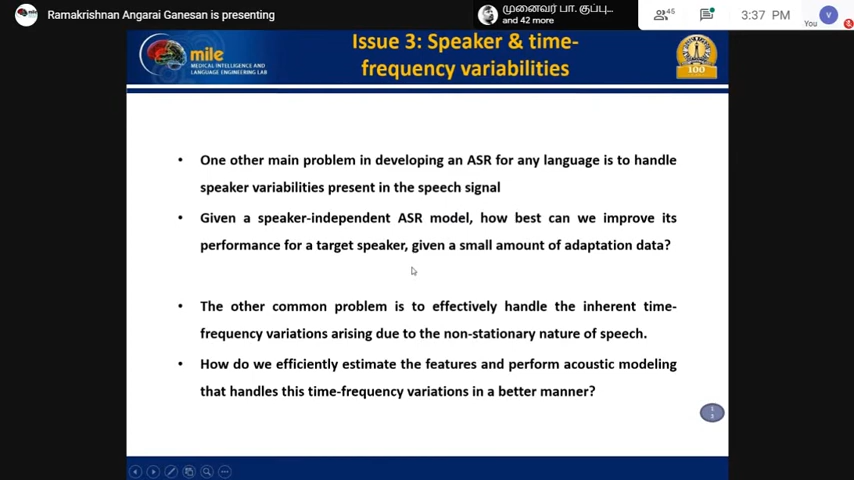 Ramakrishnan Angarai Ganesan is presenting
முனைவர் பா. குப்பு...
and 42 more
45
3:37 PM
You
V
mile
MEDICAL INTELLIGENCE AND
LANGUAGE ENGINEERING LAB
Issue 3: Speaker & time-
frequency variabilities
100
• One other main problem in developing an ASR for any language is to handle
speaker variabilities present in the speech signal
• Given a speaker-independent ASR model, how best can we improve its
performance for a target speaker, given a small amount of adaptation data?
• The other common problem is to effectively handle the inherent time-
frequency variations arising due to the non-stationary nature of speech.
• How do we efficiently estimate the features and perform acoustic modeling
that handles this time-frequency variations in a better manner?